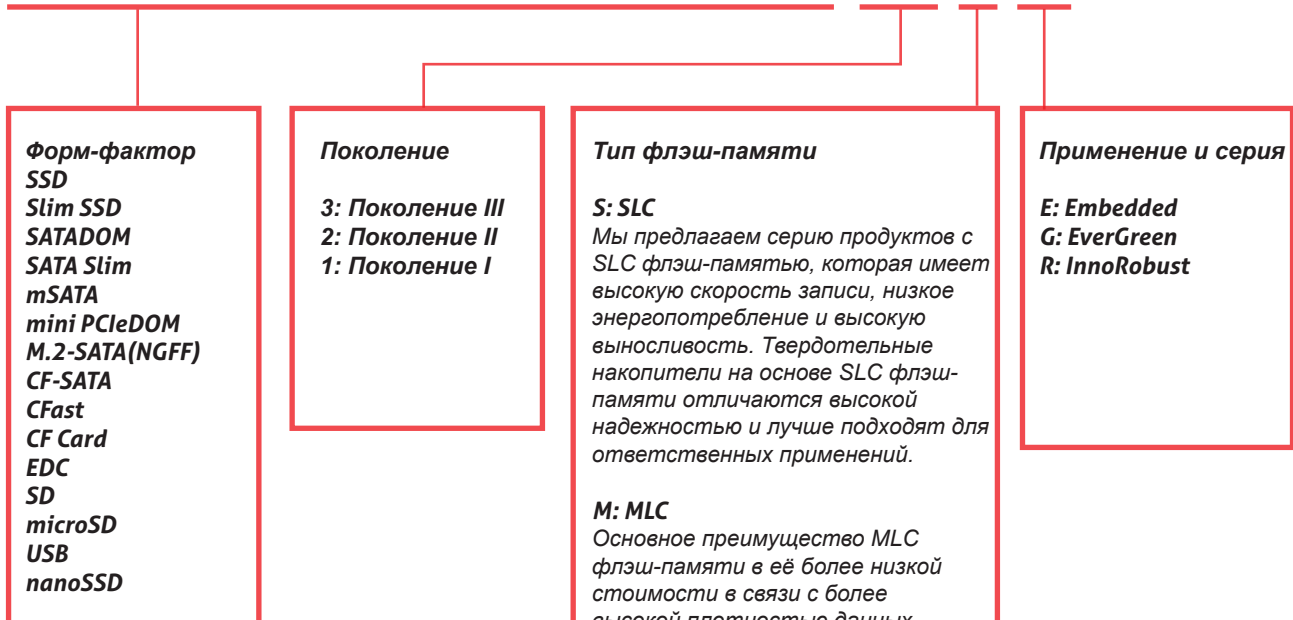 Форм-фактор
SSD
Slim SSD
SATADOM
SATA Slim
mSATA
mini PCIeDOM
M.2-SATA(NGFF)
CF-SATA
CFast
CF Card
EDC
SD
microSD
USB
nanoSSD
Поколение
3: Поколение III
2: Поколение II
1: Поколение I
Тип флэш-памяти
S: SLC
Мы предлагаем серию продуктов с
SLC флэш-памятью, которая имеет
высокую скорость записи, низкое
энергопотребление и высокую
выносливость. Твердотельные
накопители на основе SLC флэш-
памяти отличаются высокой
надежностью и лучше подходят для
ответственных применений.
M: MLC
Основное преимущество MLC
флэш-памяти в её более низкой
стоимости в связи с более
высокой плотностью данных
Применение и серия
E: Embedded
G: EverGreen
R: InnoRobust